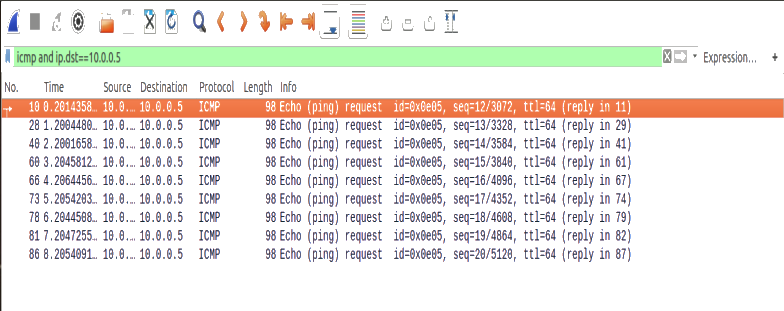 icmp and ip.dst==10.0.0.5 Expression… +
No. Time Source Destination Protocol Length Info
10 0.2014358… 10.0.… 10.0.0.5 ICMP 98 Echo (ping) request id=0x0e05, seq=12/3072, ttl=64 (reply in 11)
28 1.2004480… 10.0.… 10.0.0.5 ICMP 98 Echo (ping) request id=0x0e05, seq=13/3328, ttl=64 (reply in 29)
40 2.2001658… 10.0.… 10.0.0.5 ICMP 98 Echo (ping) request id=0x0e05, seq=14/3584, ttl=64 (reply in 41)
60 3.2045812… 10.0.… 10.0.0.5 ICMP 98 Echo (ping) request id=0x0e05, seq=15/3840, ttl=64 (reply in 61)
66 4.2064456… 10.0.… 10.0.0.5 ICMP 98 Echo (ping) request id=0x0e05, seq=16/4096, ttl=64 (reply in 67)
73 5.2054203… 10.0.… 10.0.0.5 ICMP 98 Echo (ping) request id=0x0e05, seq=17/4352, ttl=64 (reply in 74)
78 6.2044508… 10.0.… 10.0.0.5 ICMP 98 Echo (ping) request id=0x0e05, seq=18/4608, ttl=64 (reply in 79)
81 7.2047255… 10.0.… 10.0.0.5 ICMP 98 Echo (ping) request id=0x0e05, seq=19/4864, ttl=64 (reply in 82)
86 8.2054091… 10.0.… 10.0.0.5 ICMP 98 Echo (ping) request id=0x0e05, seq=20/5120, ttl=64 (reply in 87)